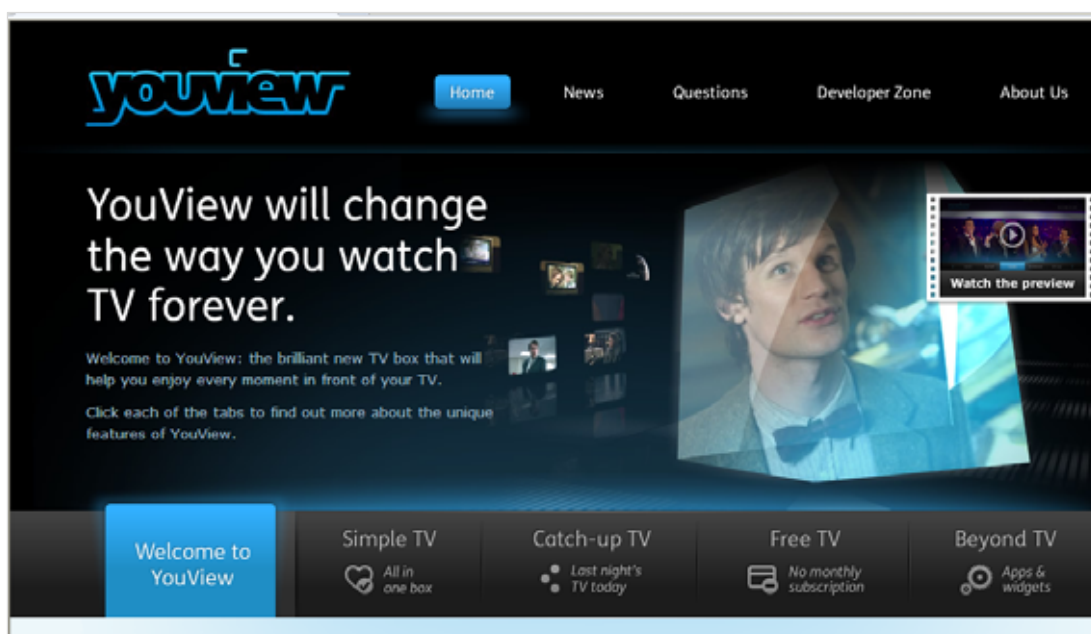 youview
Home
News
Questions
Developer Zone
About Us
YouView will change
the way you watch
TV forever.
Watch the preview
Welcome to YouView: the brilliant new TV box that will
help you enjoy every moment in front of your TV.
Click each of the tabs to find out more about the unique
features of YouView.
Welcome to
YouView
Simple TV
All in
one box
Catch-up TV
Last night's
TV today
Free TV
No monthly
subscription
Beyond TV
Apps &
widgets